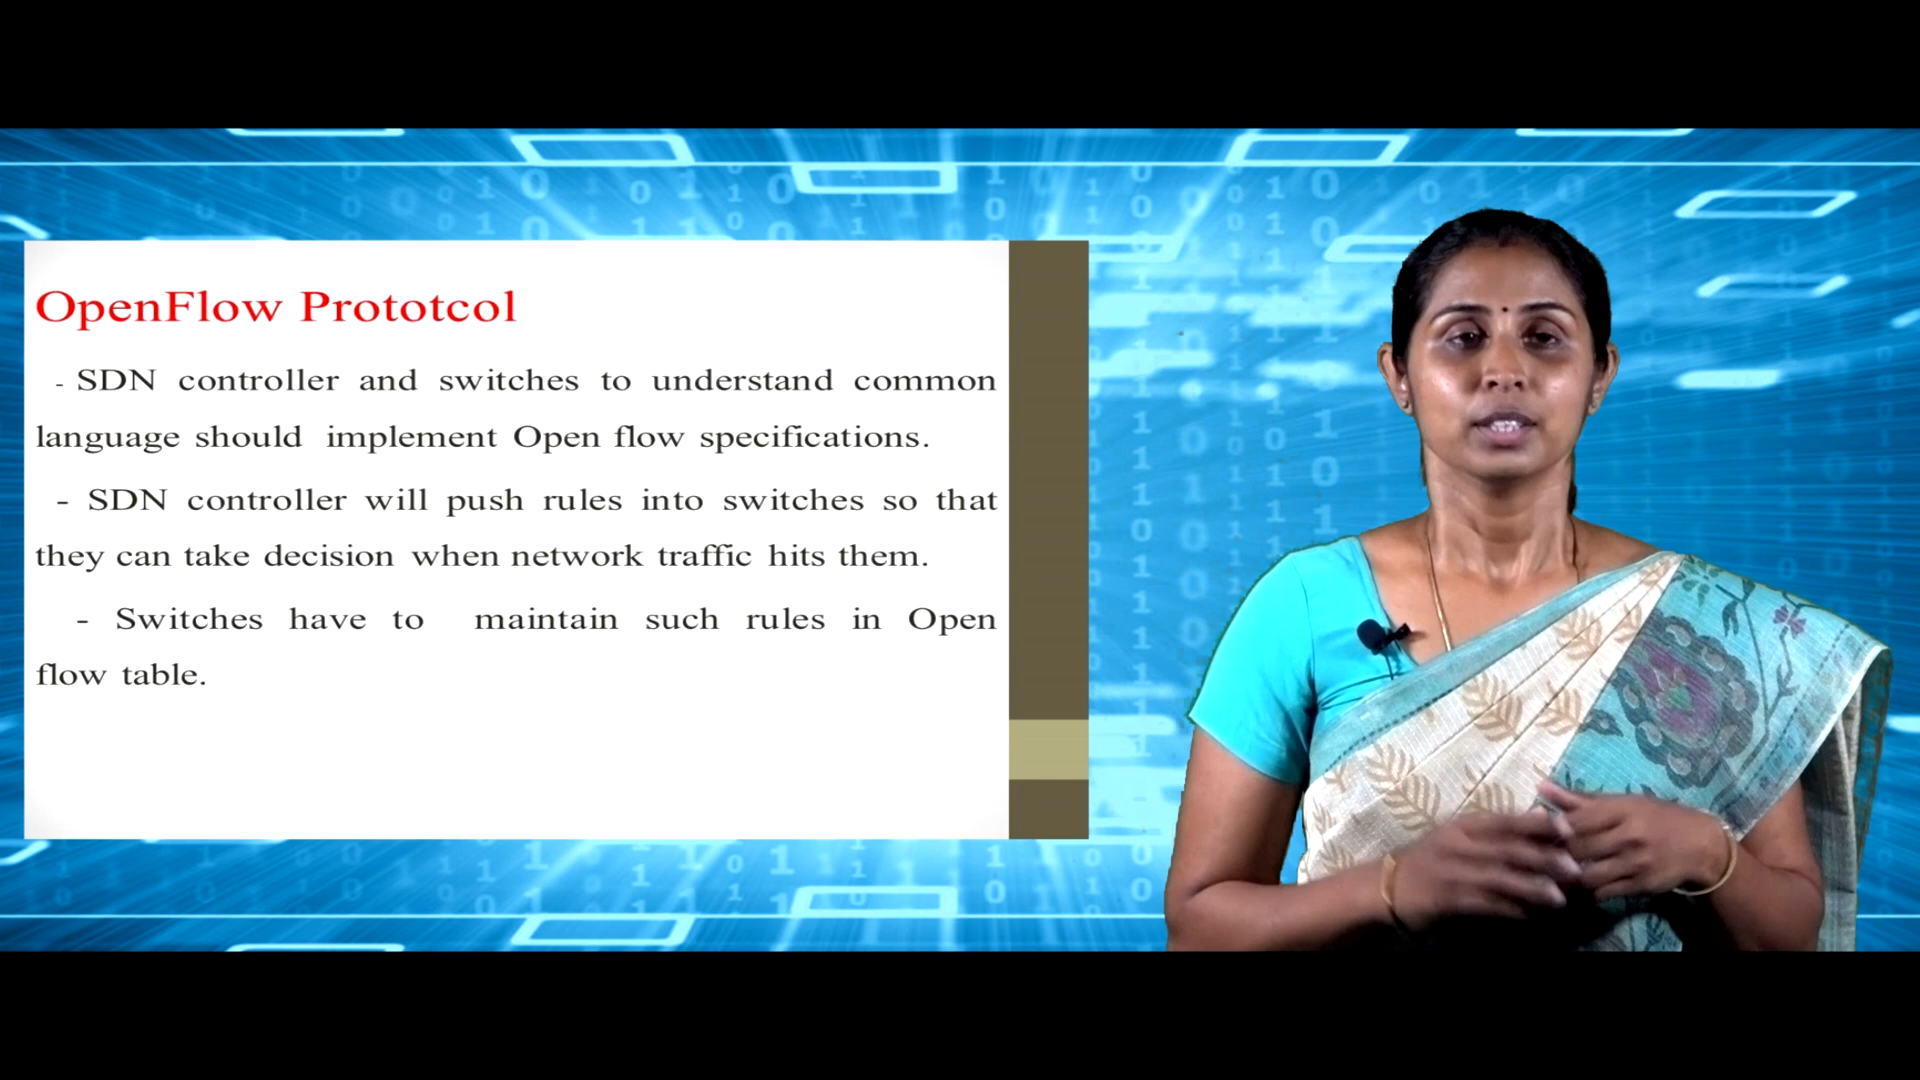 OpenFlow Prototcol
- SDN controller and switches to understand common
language should implement Open flow specifications.
- SDN controller will push rules into switches so that
they can take decision when network traffic hits them.
- Switches have to maintain such rules in Open
flow table.